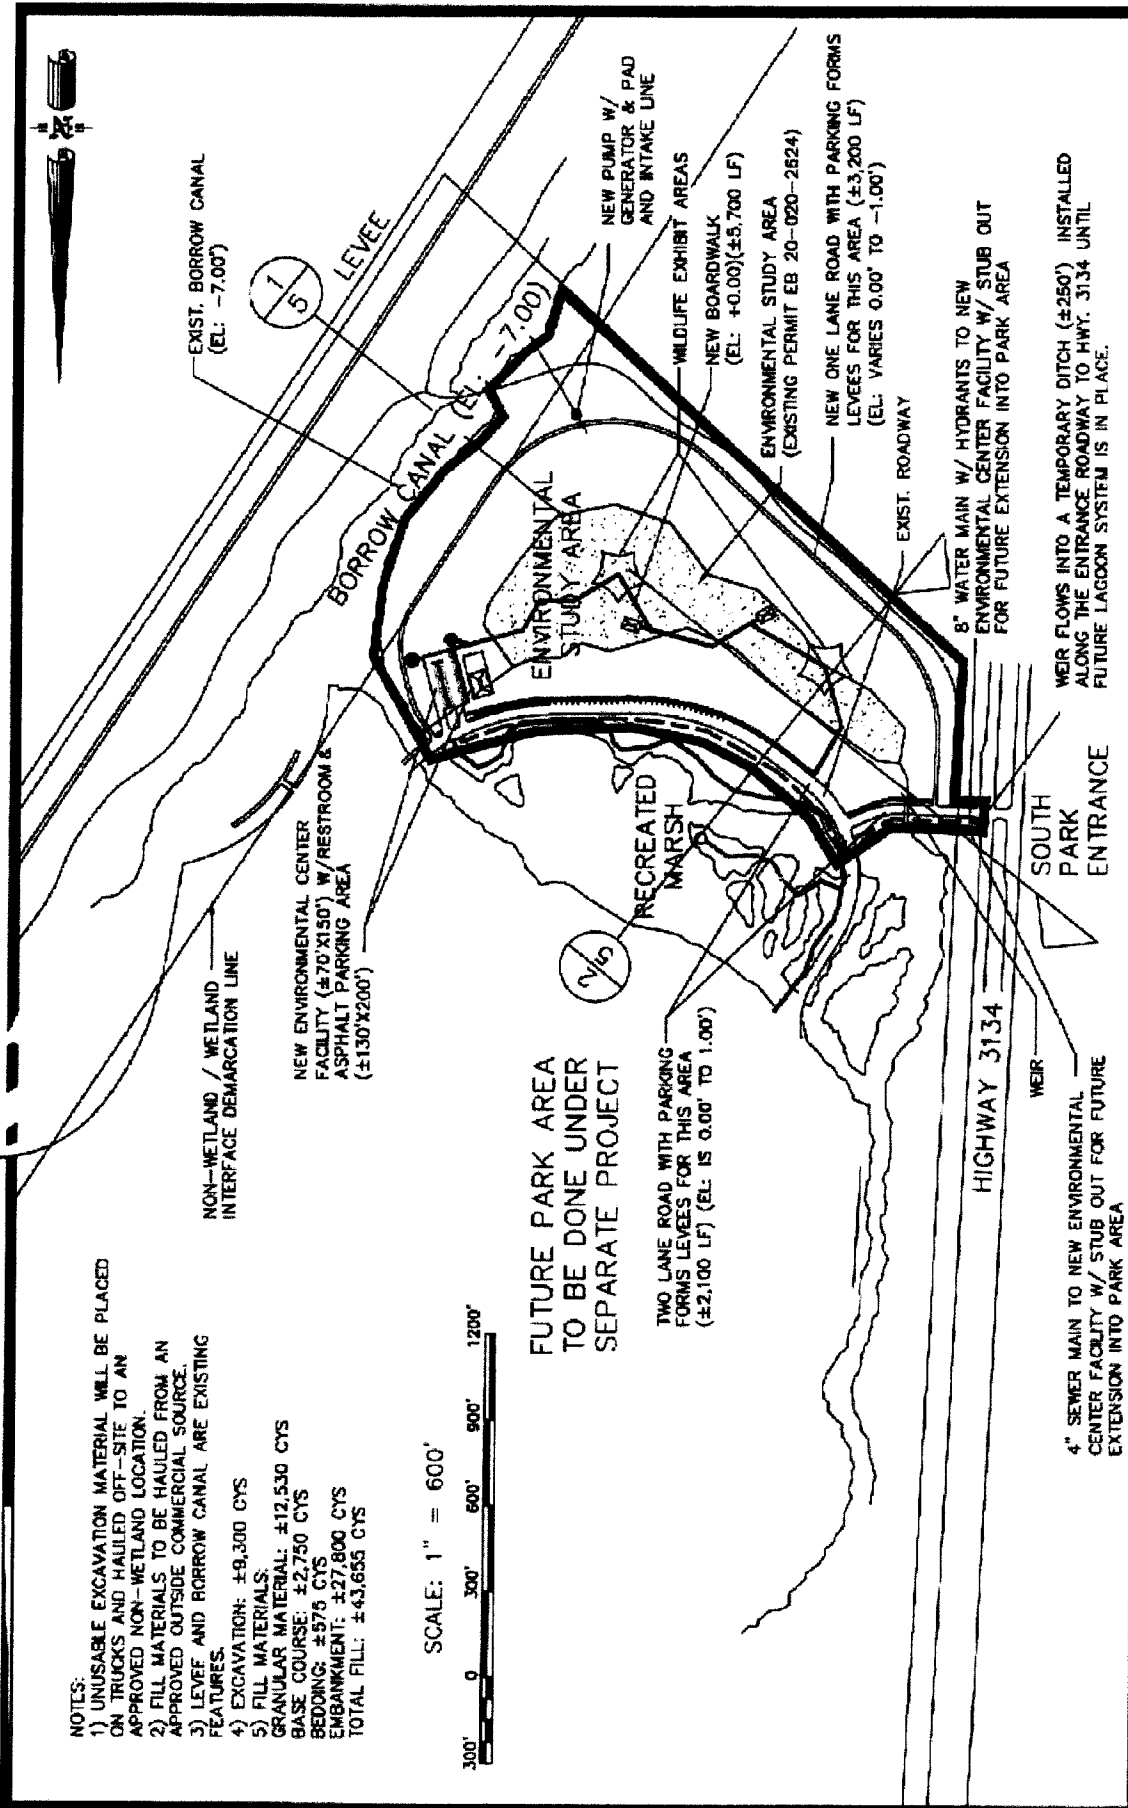 NOTES:
1) UNUSABLE EXCAVATION MATERIAL WILL BE PLACED
ON TRUCKS AND HAULED OFF-SITE TO AN
APPROVED NON-WETLAND LOCATION.
2) FILL MATERIALS TO BE HAULED FROM AN
APPROVED OUTSIDE COMMERCIAL SOURCE.
3) LEVEE AND BORROW CANAL ARE EXISTING
FEATURES.
4) EXCAVATION: ±9,300 CYS
5) FILL MATERIALS:
GRANULAR MATERIAL: ±12,530 CYS
BASE COURSE: ±2,750 CYS
BEDDING: ±575 CYS
EMBANKMENT: ±27,800 CYS
TOTAL FILL: ±43,655 CYS
SCALE: 1" = 600'
300' 0 300' 600' 900' 1200'
NON-WETLAND / WETLAND
INTERFACE DEMARCATION LINE
NEW ENVIRONMENTAL CENTER
FACILITY (±70'X150') W/RESTROOM &
ASPHALT PARKING AREA
(±130'X200')
FUTURE PARK AREA
TO BE DONE UNDER
SEPARATE PROJECT
TWO LANE ROAD WITH PARKING
FORMS LEVEES FOR THIS AREA
(±2,100 LF) (EL: IS 0.00' TO 1.00')
4" SEWER MAIN TO NEW ENVIRONMENTAL
CENTER FACILITY W/ STUB OUT FOR FUTURE
EXTENSION INTO PARK AREA
HIGHWAY 3134
WEIR
SOUTH
PARK
ENTRANCE
2
5
RECREATED
MARSH
EXIST. BORROW CANAL
(EL: -7.00')
1
5
LEVEE
BORROW CANAL (EL: -7.00)
ENVIRONMENTAL
STUDY AREA
NEW PUMP W/
GENERATOR & PAD
AND INTAKE LINE
WILDLIFE EXHIBIT AREAS
NEW BOARDWALK
(EL: +0.00)(±5,700 LF)
ENVIRONMENTAL STUDY AREA
(EXISTING PERMIT EB 20-020-2624)
NEW ONE LANE ROAD WITH PARKING FORMS
LEVEES FOR THIS AREA (±3,200 LF)
(EL: VARIES 0.00' TO -1.00')
EXIST. ROADWAY
8" WATER MAIN W/ HYDRANTS TO NEW
ENVIRONMENTAL CENTER FACILITY W/ STUB OUT
FOR FUTURE EXTENSION INTO PARK AREA
WEIR FLOWS INTO A TEMPORARY DITCH (±250') INSTALLED
ALONG THE ENTRANCE ROADWAY TO HWY. 3134 UNTIL
FUTURE LAGOON SYSTEM IS IN PLACE.